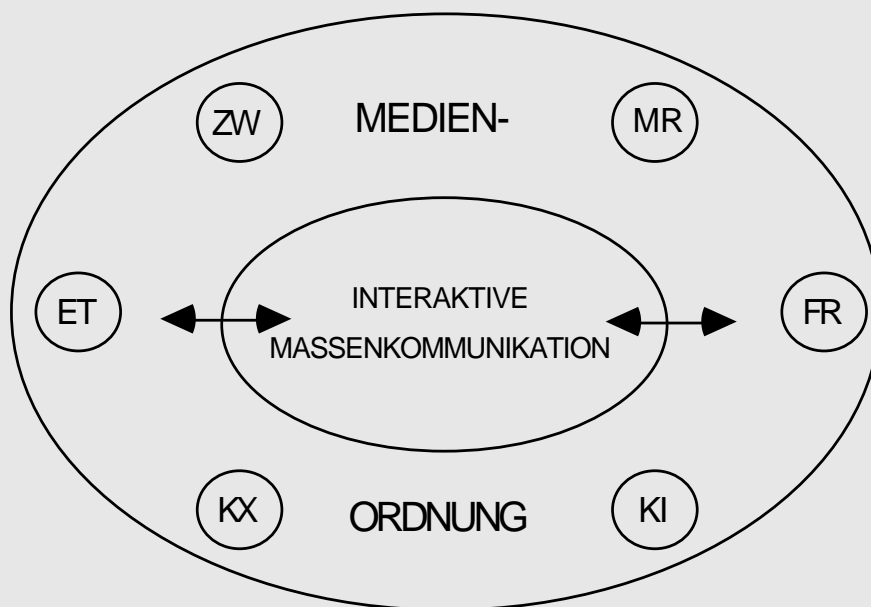 ZW MEDIEN- MR
ET INTERAKTIVE FR
MASSENKOMMUNIKATION
KX ORDNUNG KI